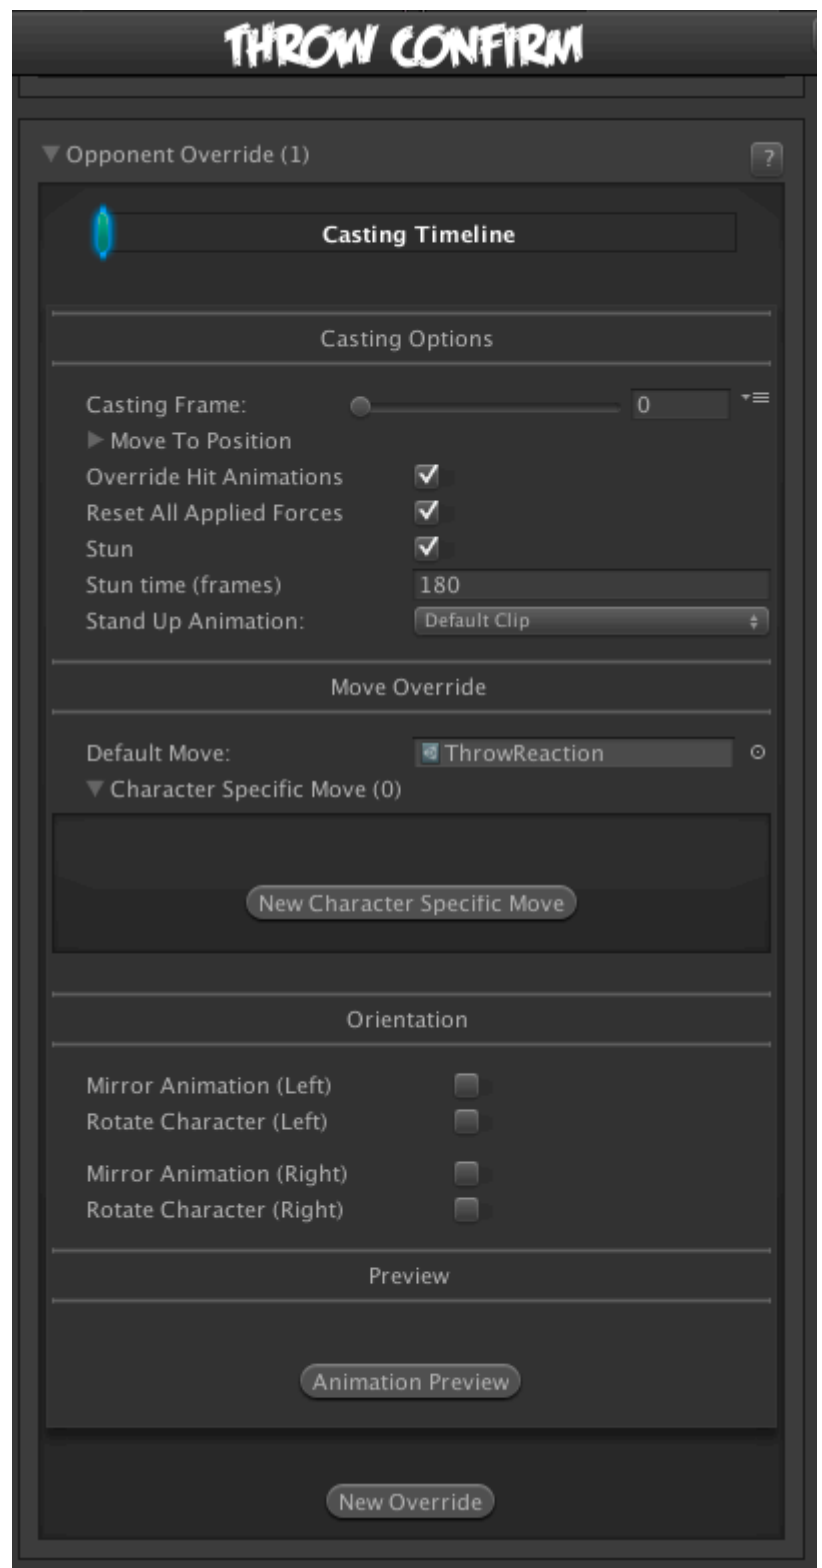 THROW CONFIRM
Opponent Override (1)
?
Casting Timeline
Casting Options
Casting Frame: 0
Move To Position
Override Hit Animations
Reset All Applied Forces
Stun
Stun time (frames) 180
Stand Up Animation: Default Clip
Move Override
Default Move: ThrowReaction
Character Specific Move (0)
New Character Specific Move
Orientation
Mirror Animation (Left)
Rotate Character (Left)
Mirror Animation (Right)
Rotate Character (Right)
Preview
Animation Preview
New Override